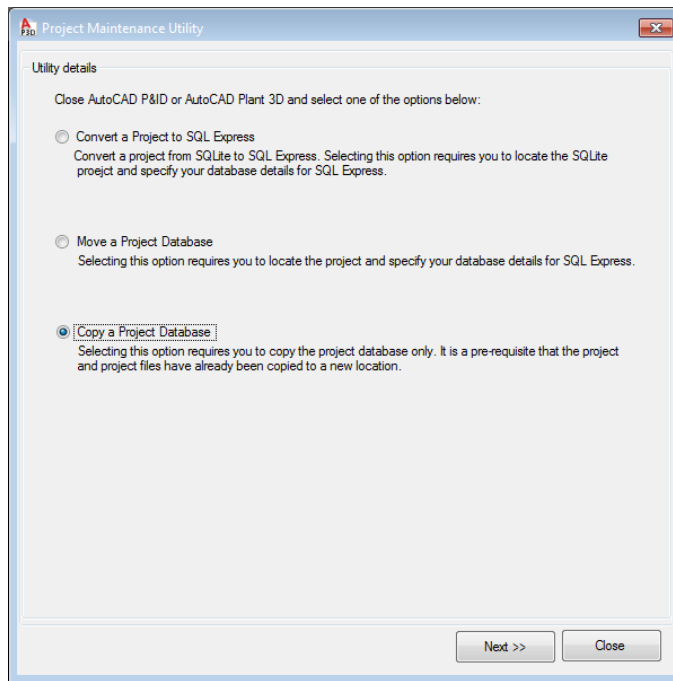 A
P3D
Project Maintenance Utility
Utility details
Close AutoCAD P&ID or AutoCAD Plant 3D and select one of the options below:
Convert a Project to SQL Express
Convert a project from SQLite to SQL Express. Selecting this option requires you to locate the SQLite
proejct and specify your database details for SQL Express.
Move a Project Database
Selecting this option requires you to locate the project and specify your database details for SQL Express.
Copy a Project Database
Selecting this option requires you to copy the project database only. It is a pre-requisite that the project
and project files have already been copied to a new location.
Next >>
Close